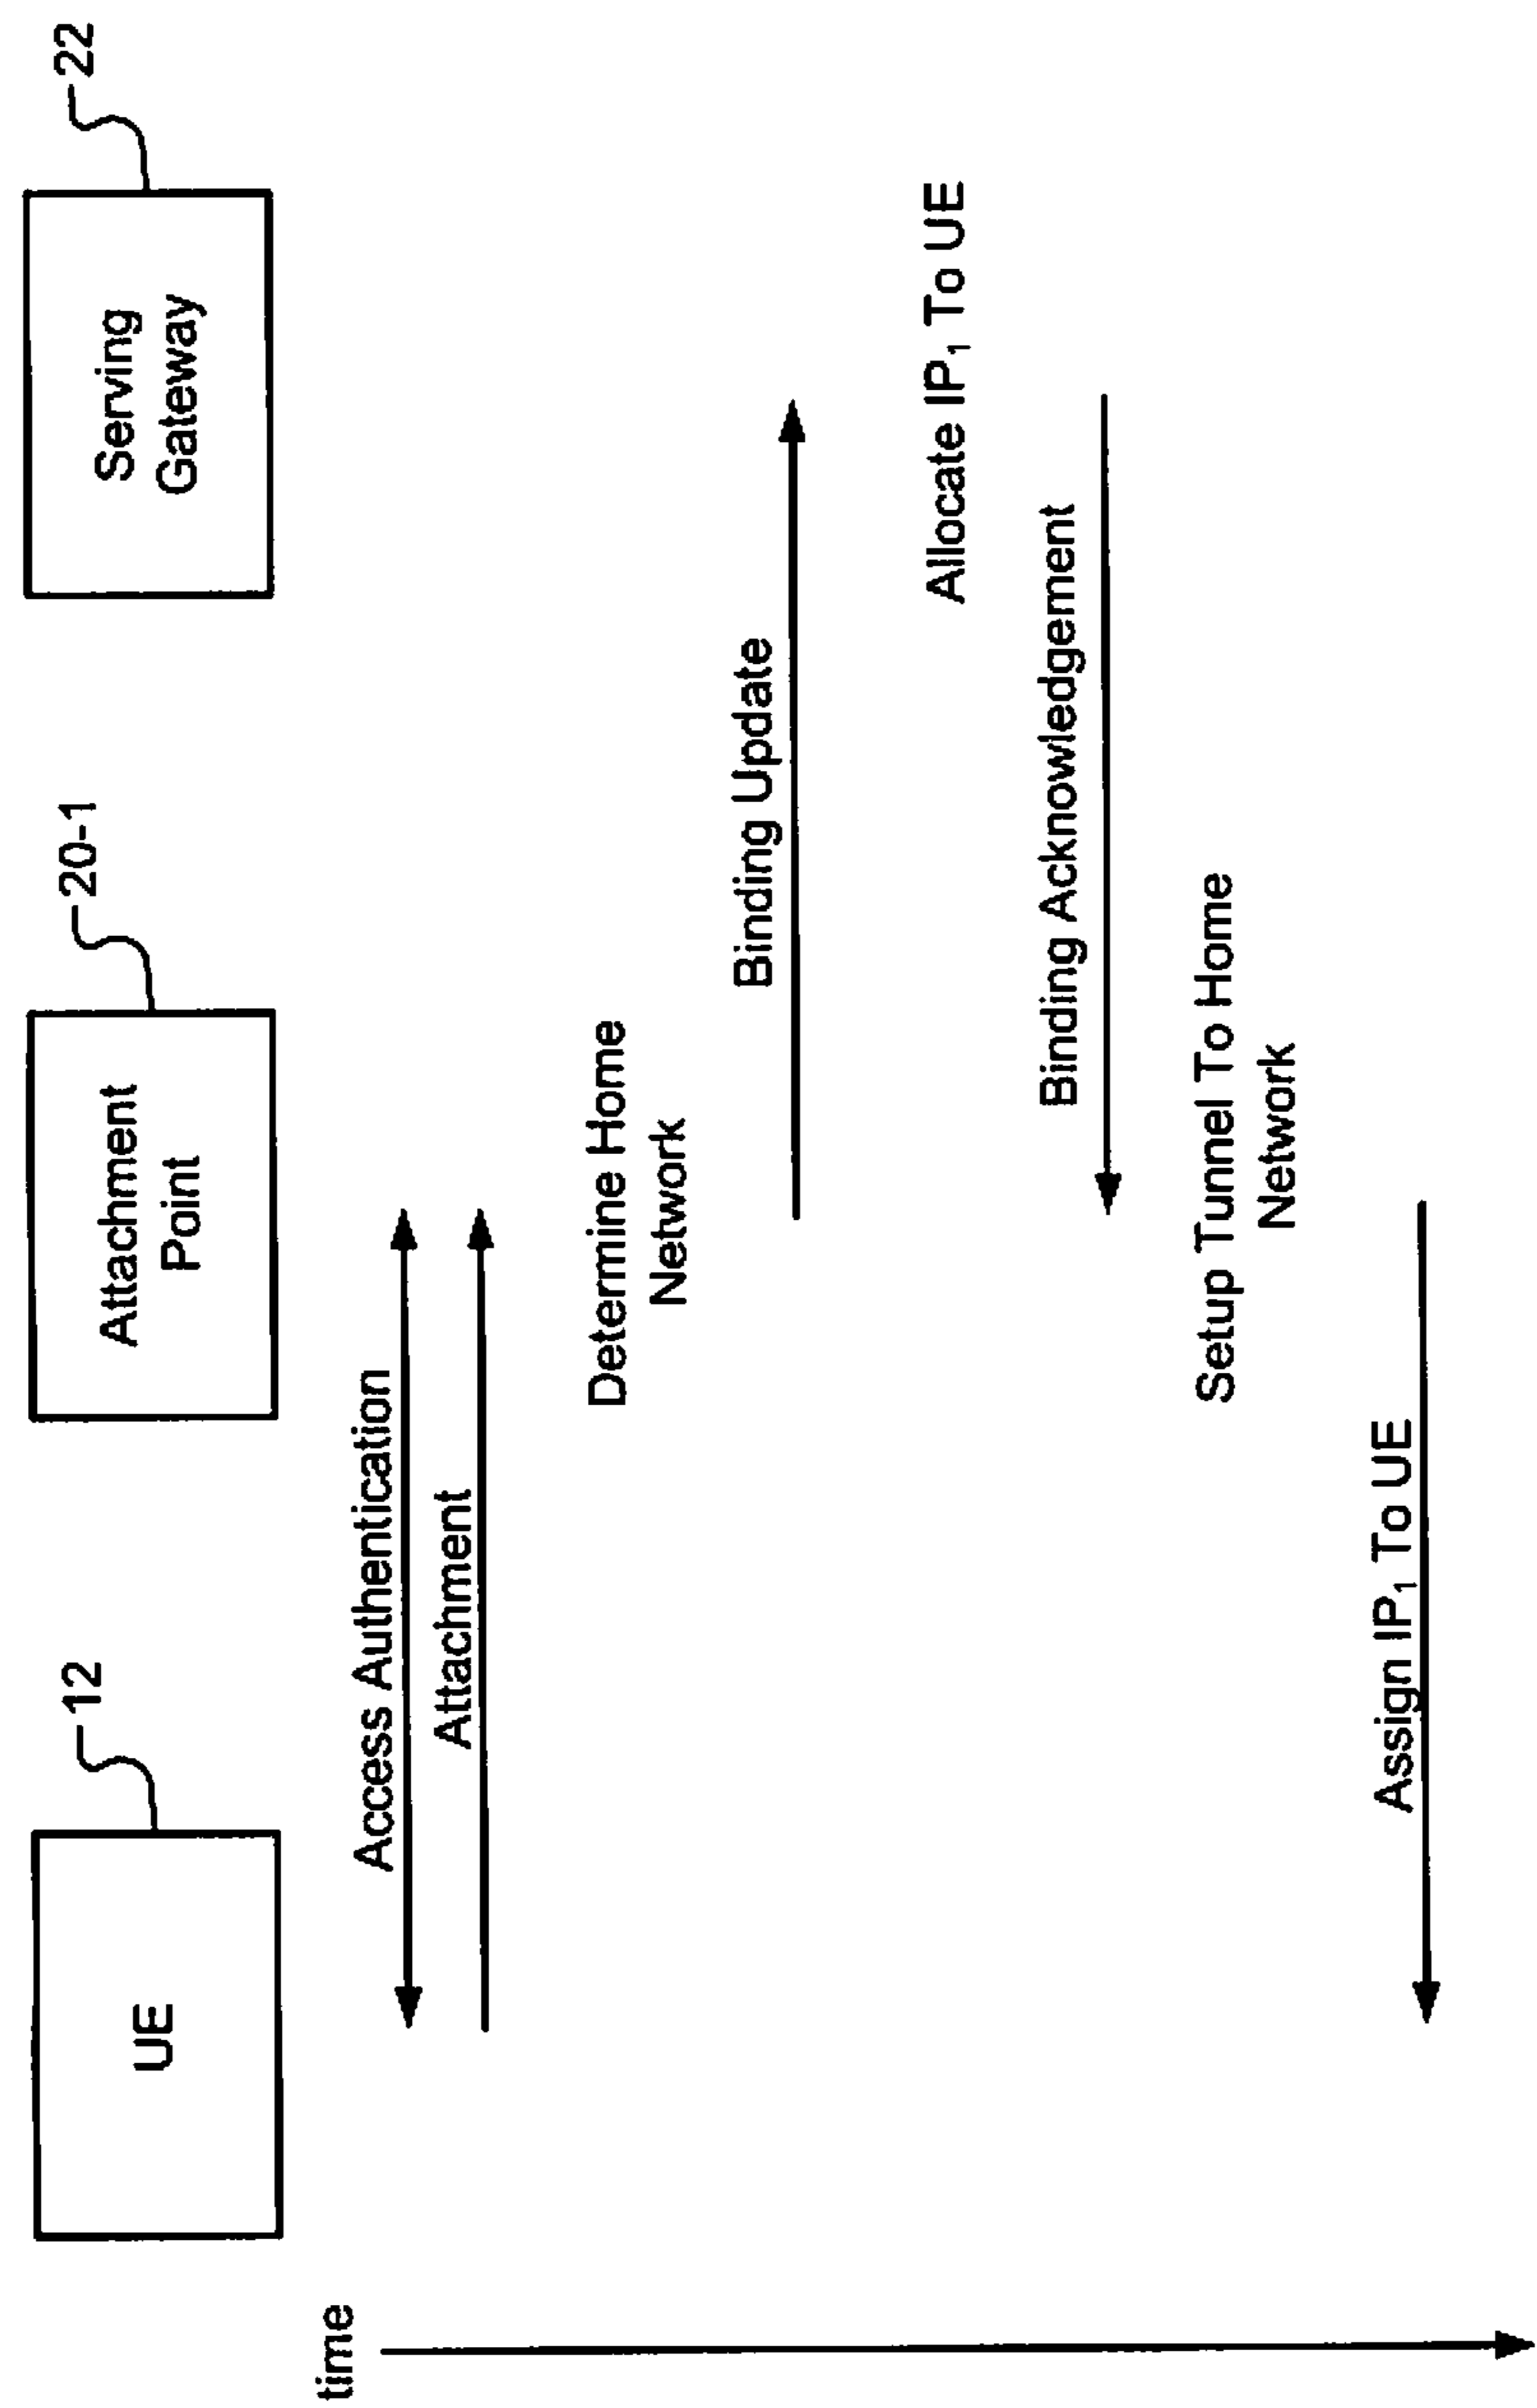 12
20-1
22
UE
Attachment
Point
Serving
Gateway
time
Access Authentication
Attachment
Determine Home
Network
Binding Update
Allocate IP₁ To UE
Binding Acknowledgement
Setup Tunnel To Home
Network
Assign IP₁ To UE